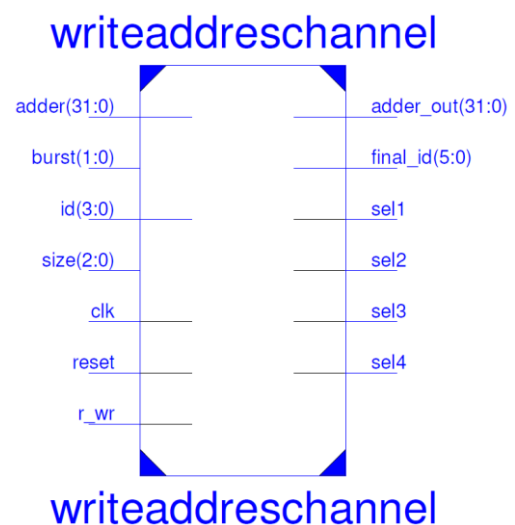 writeaddreschannel
adder(31:0) adder_out(31:0)
burst(1:0) final_id(5:0)
id(3:0) sel1
size(2:0) sel2
clk sel3
reset sel4
r_wr
writeaddreschannel